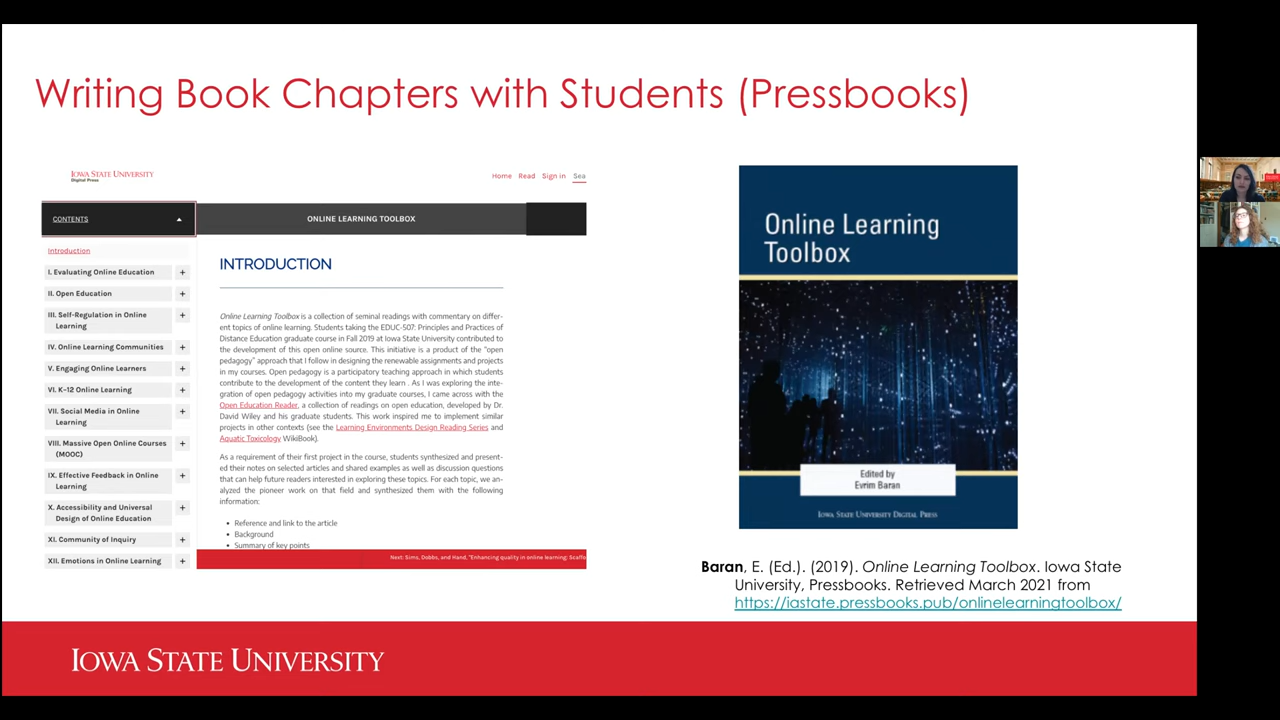 Writing Book Chapters with Students (Pressbooks)
IOWA STATE UNIVERSITY
Digital Press
Home Read Sign in Sea
CONTENTS
ONLINE LEARNING TOOLBOX
Introduction
I. Evaluating Online Education +
II. Open Education +
III. Self-Regulation in Online +
Learning
IV. Online Learning Communities +
V. Engaging Online Learners +
VI. K–12 Online Learning +
VII. Social Media in Online +
Learning
VIII. Massive Open Online Courses +
(MOOC)
IX. Effective Feedback in Online +
Learning
X. Accessibility and Universal +
Design of Online Education
XI. Community of Inquiry +
XII. Emotions in Online Learning +
INTRODUCTION
Online Learning Toolbox is a collection of seminal readings with commentary on differ-
ent topics of online learning. Students taking the EDUC-507: Principles and Practices of
Distance Education graduate course in Fall 2019 at Iowa State University contributed to
the development of this open online source. This initiative is a product of the “open
pedagogy” approach that I follow in designing the renewable assignments and projects
in my courses. Open pedagogy is a participatory teaching approach in which students
contribute to the development of the content they learn . As I was exploring the inte-
gration of open pedagogy activities into my graduate courses, I came across with the
Open Education Reader, a collection of readings on open education, developed by Dr.
David Wiley and his graduate students. This work inspired me to implement similar
projects in other contexts (see the Learning Environments Design Reading Series and
Aquatic Toxicology WikiBook).
As a requirement of their first project in the course, students synthesized and present-
ed their notes on selected articles and shared examples as well as discussion questions
that can help future readers interested in exploring these topics. For each topic, we an-
alyzed the pioneer work on that field and synthesized them with the following
information:
• Reference and link to the article
• Background
• Summary of key points
Next: Sims, Dobbs, and Hand, "Enhancing quality in online learning: Scaffo
Online Learning
Toolbox
Edited by
Evrim Baran
IOWA STATE UNIVERSITY DIGITAL PRESS
Baran, E. (Ed.). (2019). Online Learning Toolbox. Iowa State
University, Pressbooks. Retrieved March 2021 from
https://iastate.pressbooks.pub/onlinelearningtoolbox/
IOWA STATE UNIVERSITY